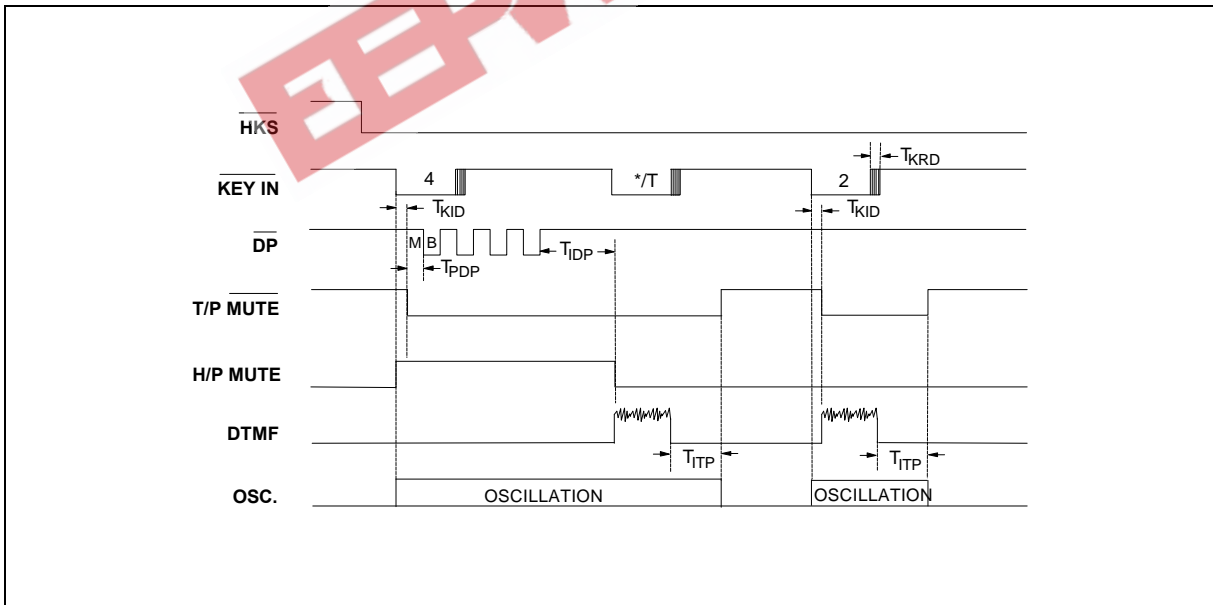 HKS
TKRD
KEY IN
4
*/T
2
TKID
TKID
DP
M B
TIDP
TPDP
T/P MUTE
H/P MUTE
DTMF
TITP
TITP
OSC.
OSCILLATION
OSCILLATION